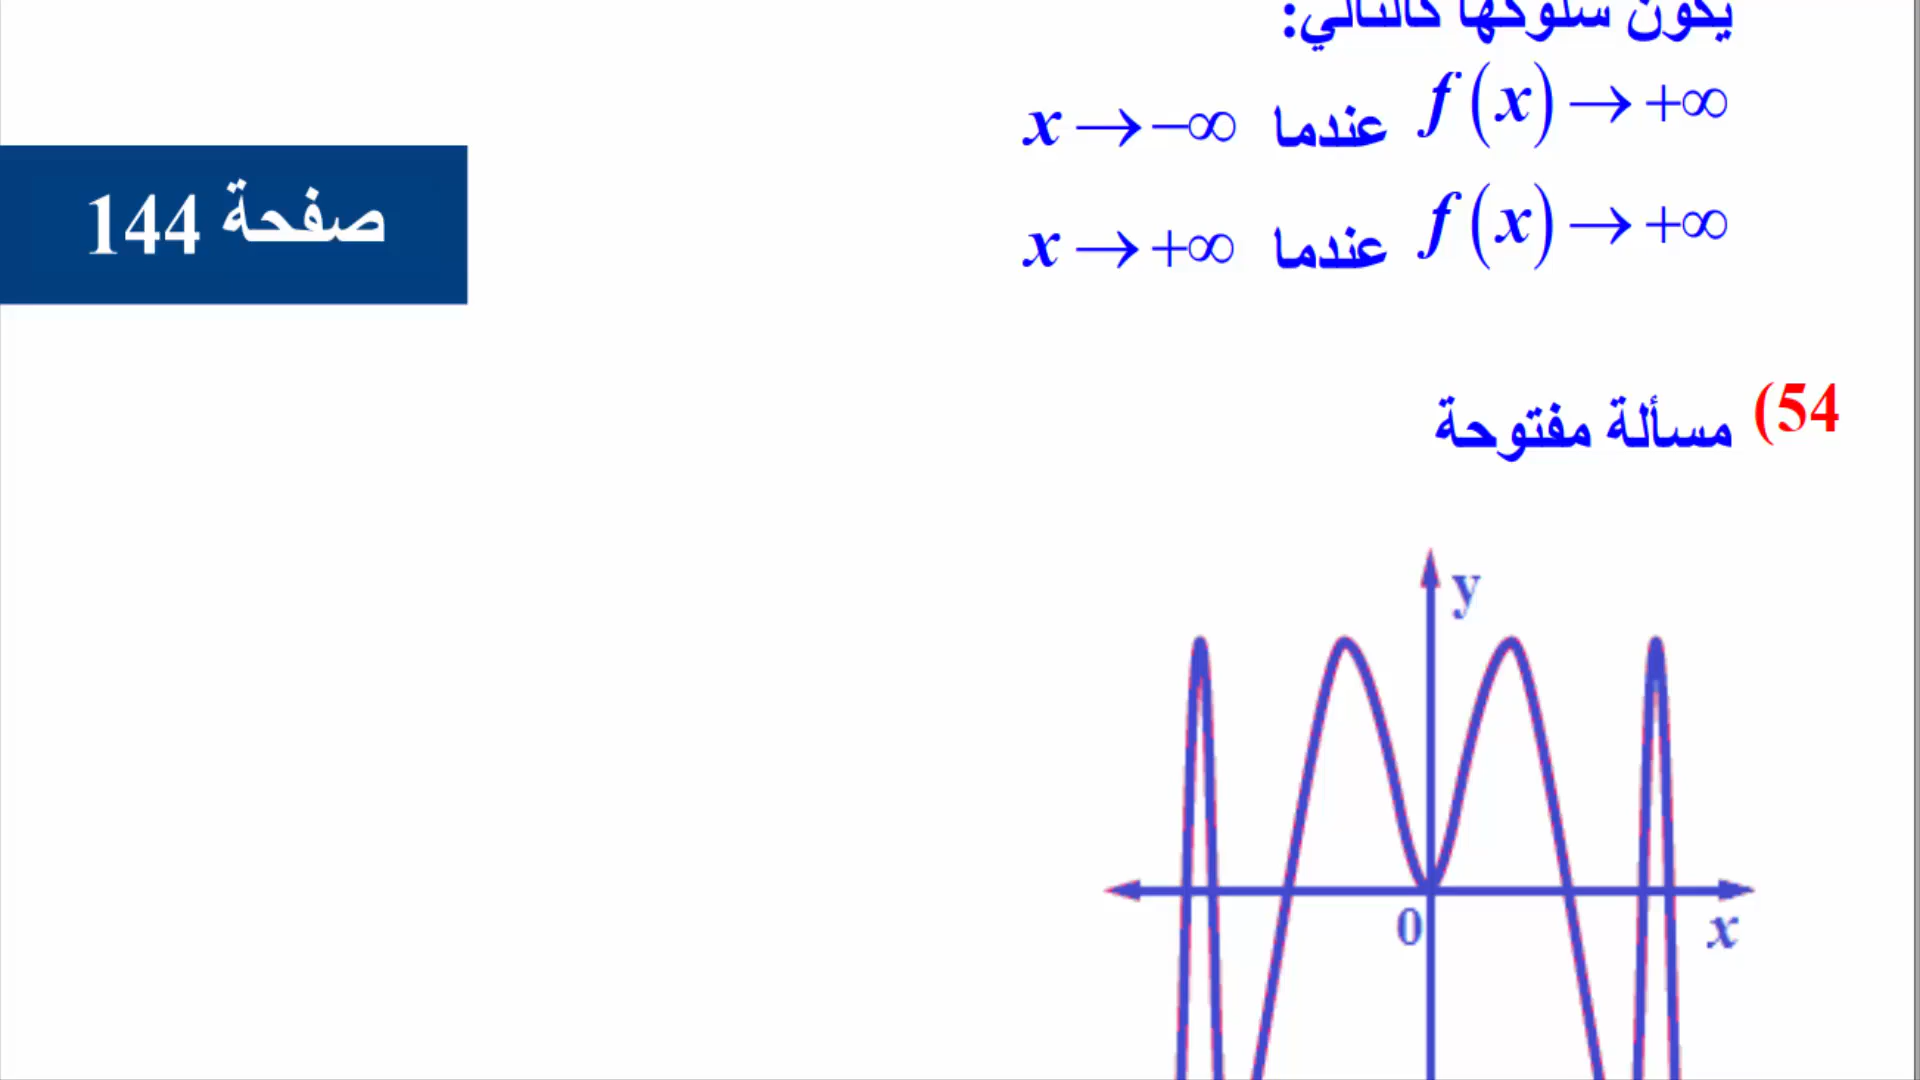 يكون سلوكها كالتالي:
f(x)→+∞ عندما x→−∞
f(x)→+∞ عندما x→+∞
صفحة 144
54) مسألة مفتوحة
y
0
x